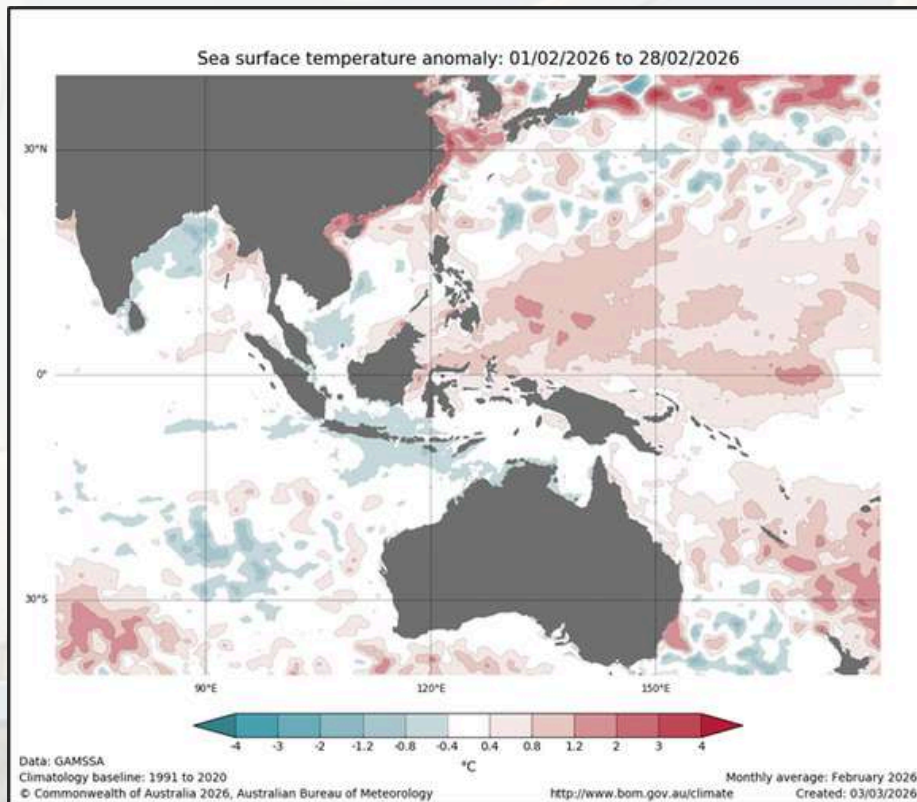 Sea surface temperature anomaly: 01/02/2026 to 28/02/2026
30°N
0°
30°S
90°E 120°E 150°E
-4 -3 -2 -1.2 -0.8 -0.4 0.4 0.8 1.2 2 3 4
°C
Data: GAMSSA
Climatology baseline: 1991 to 2020 Monthly average: February 2026
© Commonwealth of Australia 2026, Australian Bureau of Meteorology http://www.bom.gov.au/climate Created: 03/03/2026